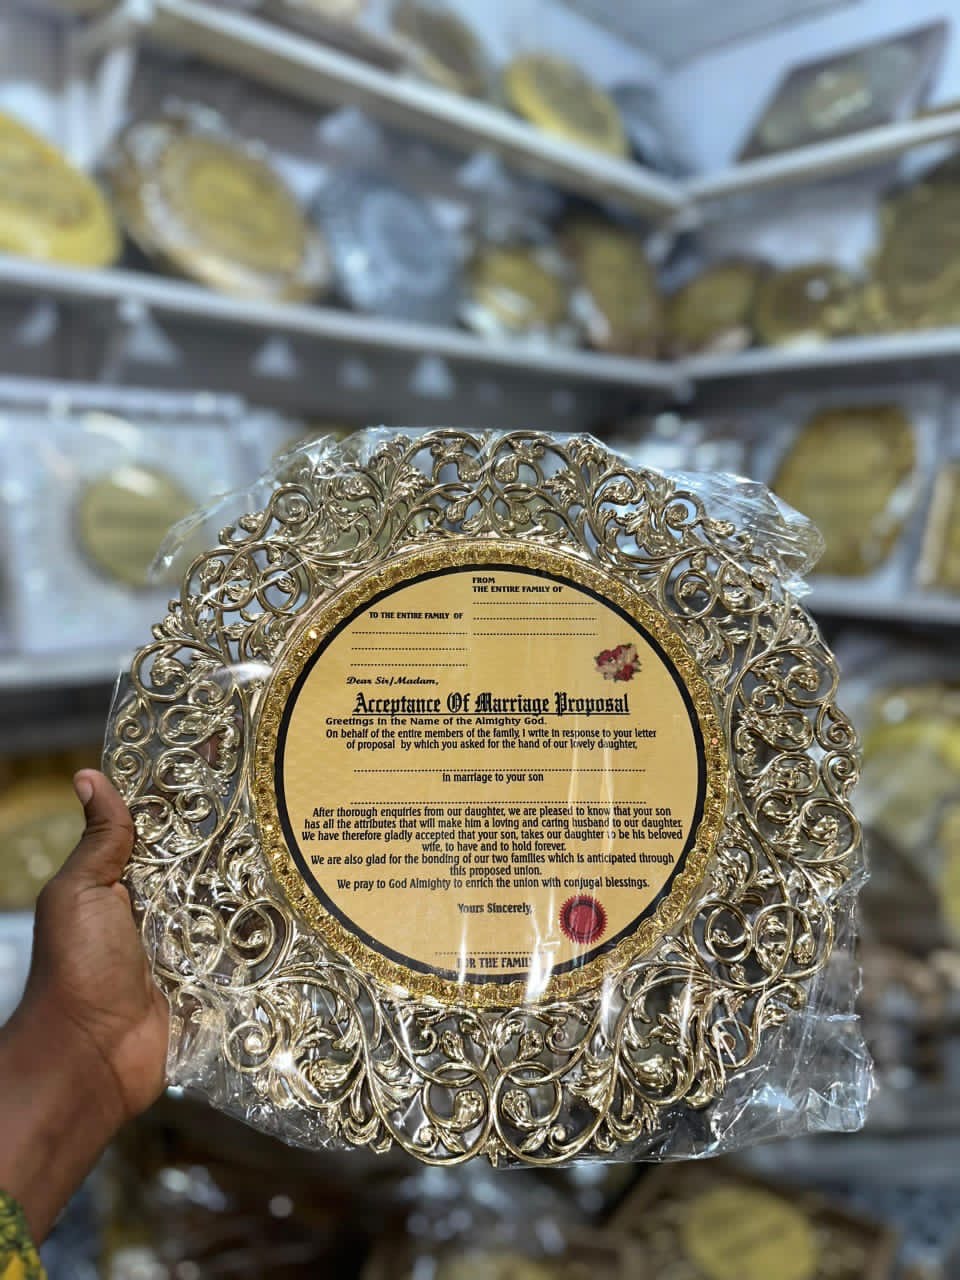 FROM
THE ENTIRE FAMILY OF
TO THE ENTIRE FAMILY OF
Dear Sir/Madam,
Acceptance Of Marriage Proposal
Greetings in the Name of the Almighty God.
On behalf of the entire members of the family, I write in response to your letter
of proposal by which you asked for the hand of our lovely daughter,
in marriage to your son
After thorough enquiries from our daughter, we are pleased to know that your son
has all the attributes that will make him a loving and caring husband to our daughter.
We have therefore gladly accepted that your son, takes our daughter to be his beloved
wife, to have and to hold forever.
We are also glad for the bonding of our two families which is anticipated through
this proposed union.
We pray to God Almighty to enrich the union with conjugal blessings.
Yours Sincerely,
FOR THE FAMILY